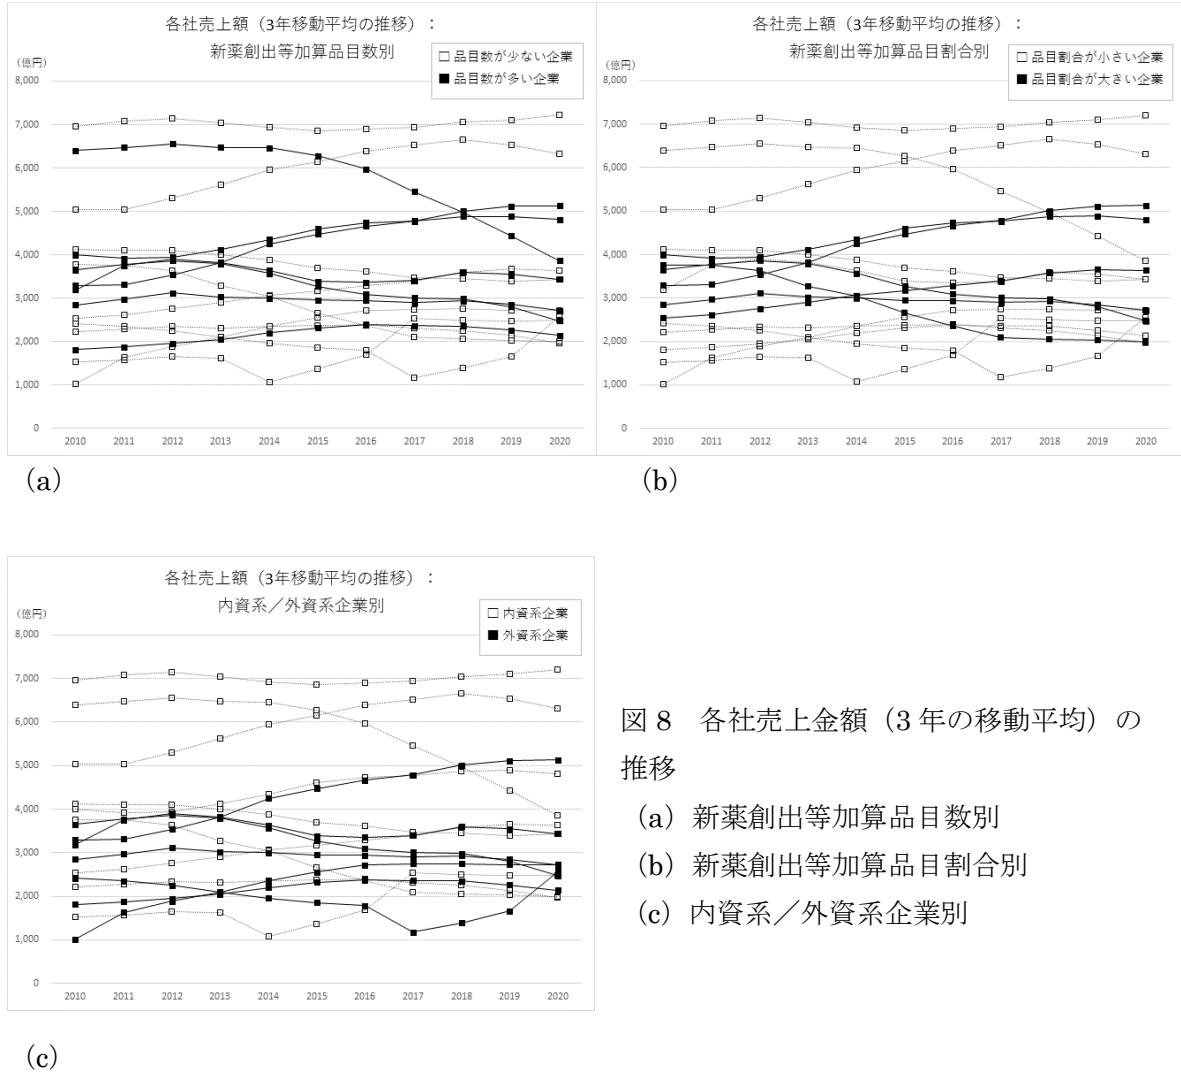 各社売上額（3年移動平均の推移）：
新薬創出等加算品目数別
（億円）
□ 品目数が少ない企業
■ 品目数が多い企業
8,000
7,000
6,000
5,000
4,000
3,000
2,000
1,000
0
2010 2011 2012 2013 2014 2015 2016 2017 2018 2019 2020
(a)
各社売上額（3年移動平均の推移）：
新薬創出等加算品目割合別
（億円）
□ 品目割合が小さい企業
■ 品目割合が大きい企業
8,000
7,000
6,000
5,000
4,000
3,000
2,000
1,000
0
2010 2011 2012 2013 2014 2015 2016 2017 2018 2019 2020
(b)
各社売上額（3年移動平均の推移）：
内資系／外資系企業別
（億円）
□ 内資系企業
■ 外資系企業
8,000
7,000
6,000
5,000
4,000
3,000
2,000
1,000
0
2010 2011 2012 2013 2014 2015 2016 2017 2018 2019 2020
(c)
図 8　各社売上金額（3 年の移動平均）の
推移
（a）新薬創出等加算品目数別
（b）新薬創出等加算品目割合別
（c）内資系／外資系企業別